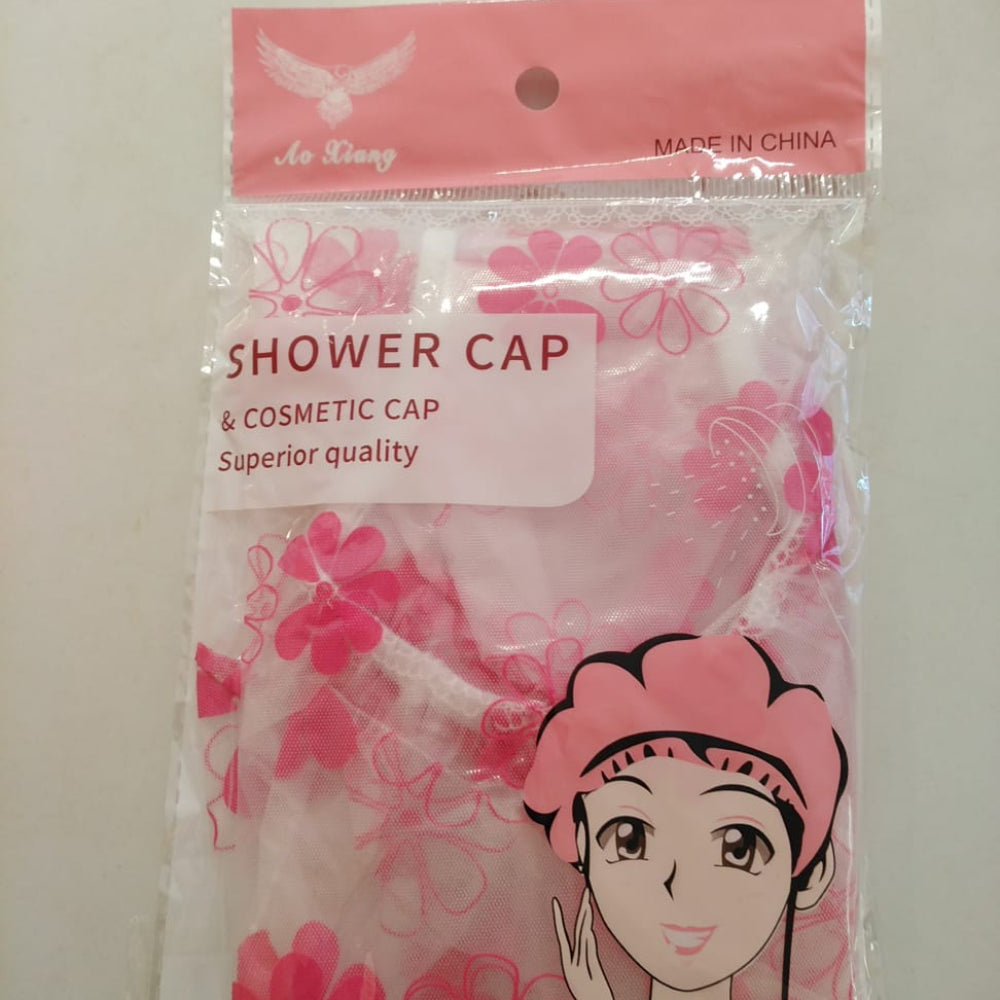 Ao Xiang
MADE IN CHINA
SHOWER CAP
& COSMETIC CAP
Superior quality